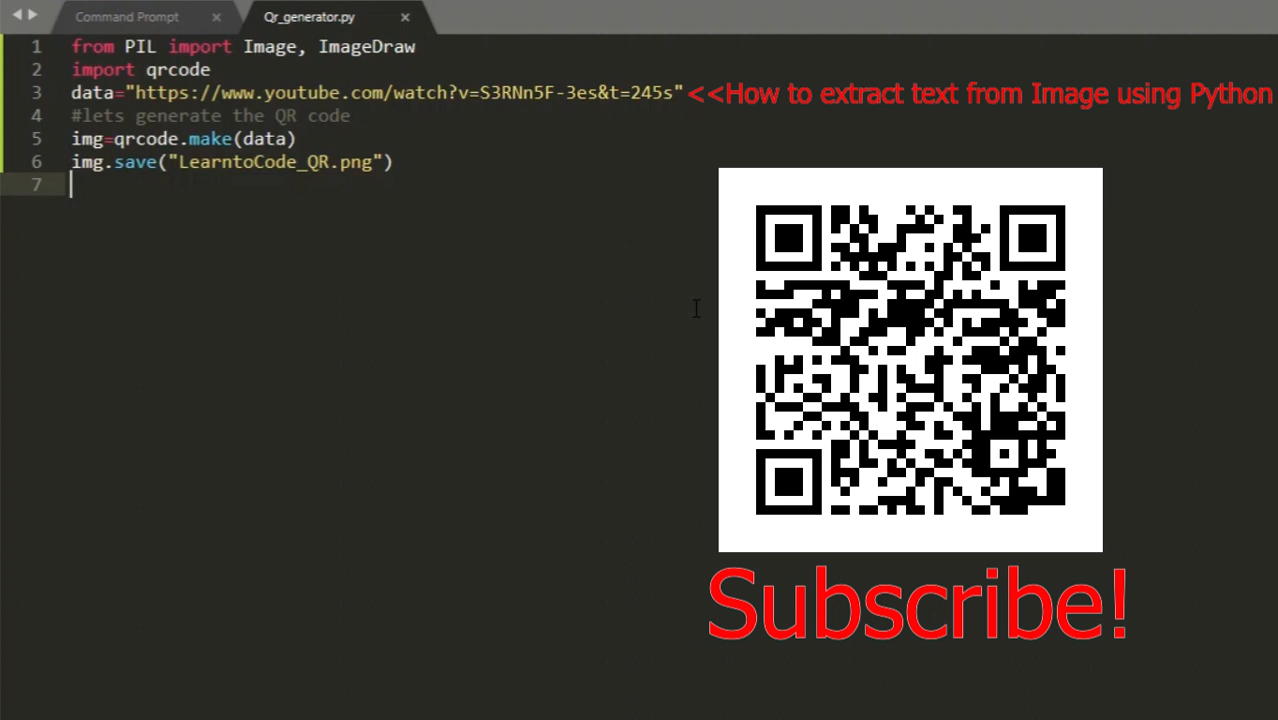 Command Prompt × Qr_generator.py ×
1 from PIL import Image, ImageDraw
2 import qrcode
3 data="https://www.youtube.com/watch?v=S3RNn5F-3es&t=245s" <<How to extract text from Image using Python
4 #lets generate the QR code
5 img=qrcode.make(data)
6 img.save("LearntoCode_QR.png")
7
Subscribe!